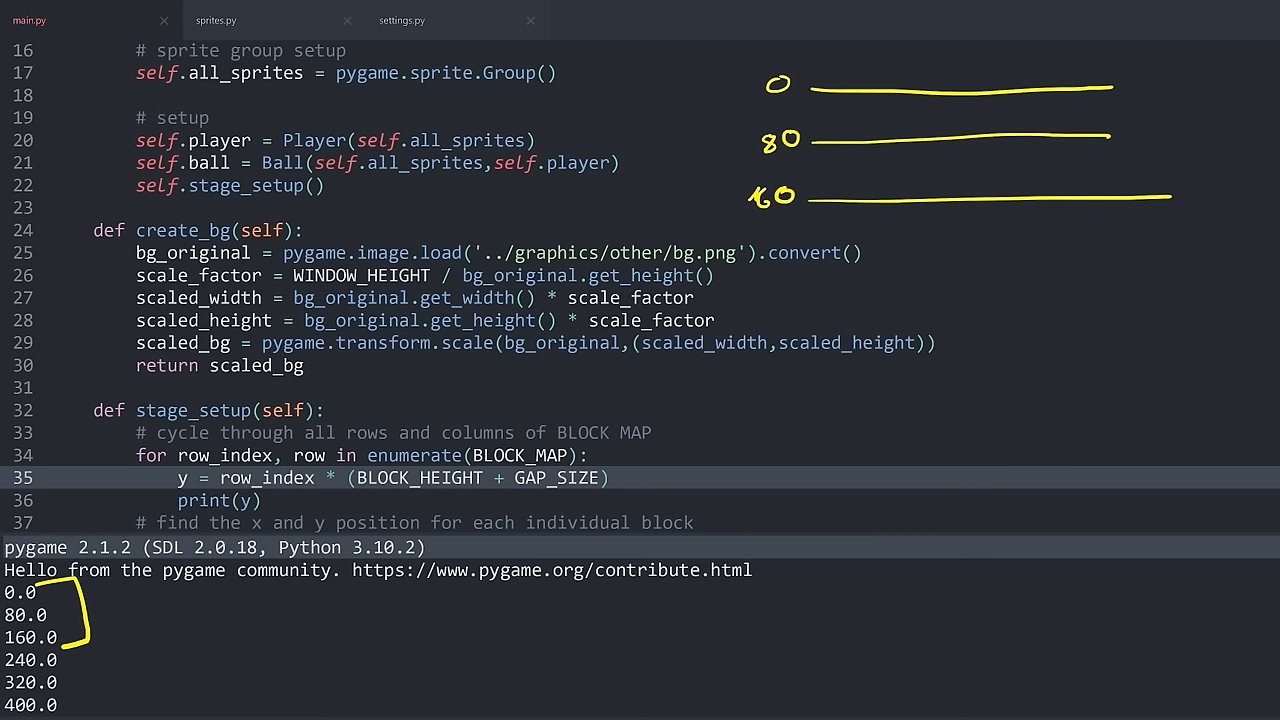 main.py sprites.py settings.py
16 # sprite group setup
17 self.all_sprites = pygame.sprite.Group()
18
19 # setup
20 self.player = Player(self.all_sprites)
21 self.ball = Ball(self.all_sprites,self.player)
22 self.stage_setup()
23
24 def create_bg(self):
25 bg_original = pygame.image.load('../graphics/other/bg.png').convert()
26 scale_factor = WINDOW_HEIGHT / bg_original.get_height()
27 scaled_width = bg_original.get_width() * scale_factor
28 scaled_height = bg_original.get_height() * scale_factor
29 scaled_bg = pygame.transform.scale(bg_original,(scaled_width,scaled_height))
30 return scaled_bg
31
32 def stage_setup(self):
33 # cycle through all rows and columns of BLOCK MAP
34 for row_index, row in enumerate(BLOCK_MAP):
35 y = row_index * (BLOCK_HEIGHT + GAP_SIZE)
36 print(y)
37 # find the x and y position for each individual block
0
80
160
pygame 2.1.2 (SDL 2.0.18, Python 3.10.2)
Hello from the pygame community. https://www.pygame.org/contribute.html
0.0
80.0
160.0
240.0
320.0
400.0